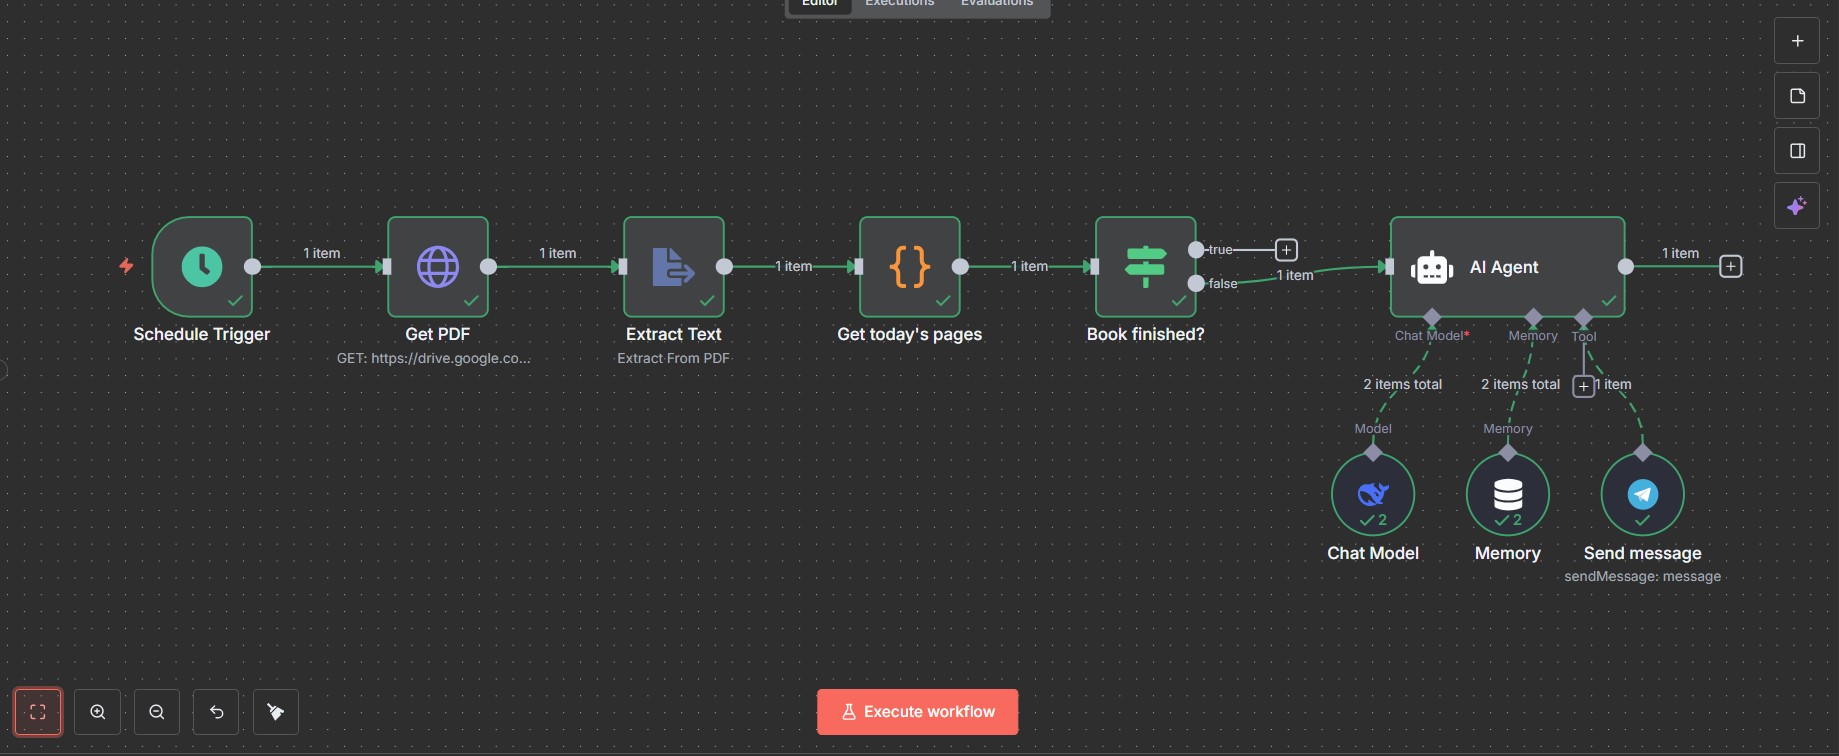 Editor Executions Evaluations
1 item
1 item
1 item
1 item
true
false
1 item
AI Agent
1 item
Schedule Trigger
Get PDF
GET: https://drive.google.co...
Extract Text
Extract From PDF
Get today's pages
Book finished?
Chat Model*
Memory
Tool
2 items total
2 items total
1 item
Model
Memory
2
2
Chat Model
Memory
Send message
sendMessage: message
Execute workflow